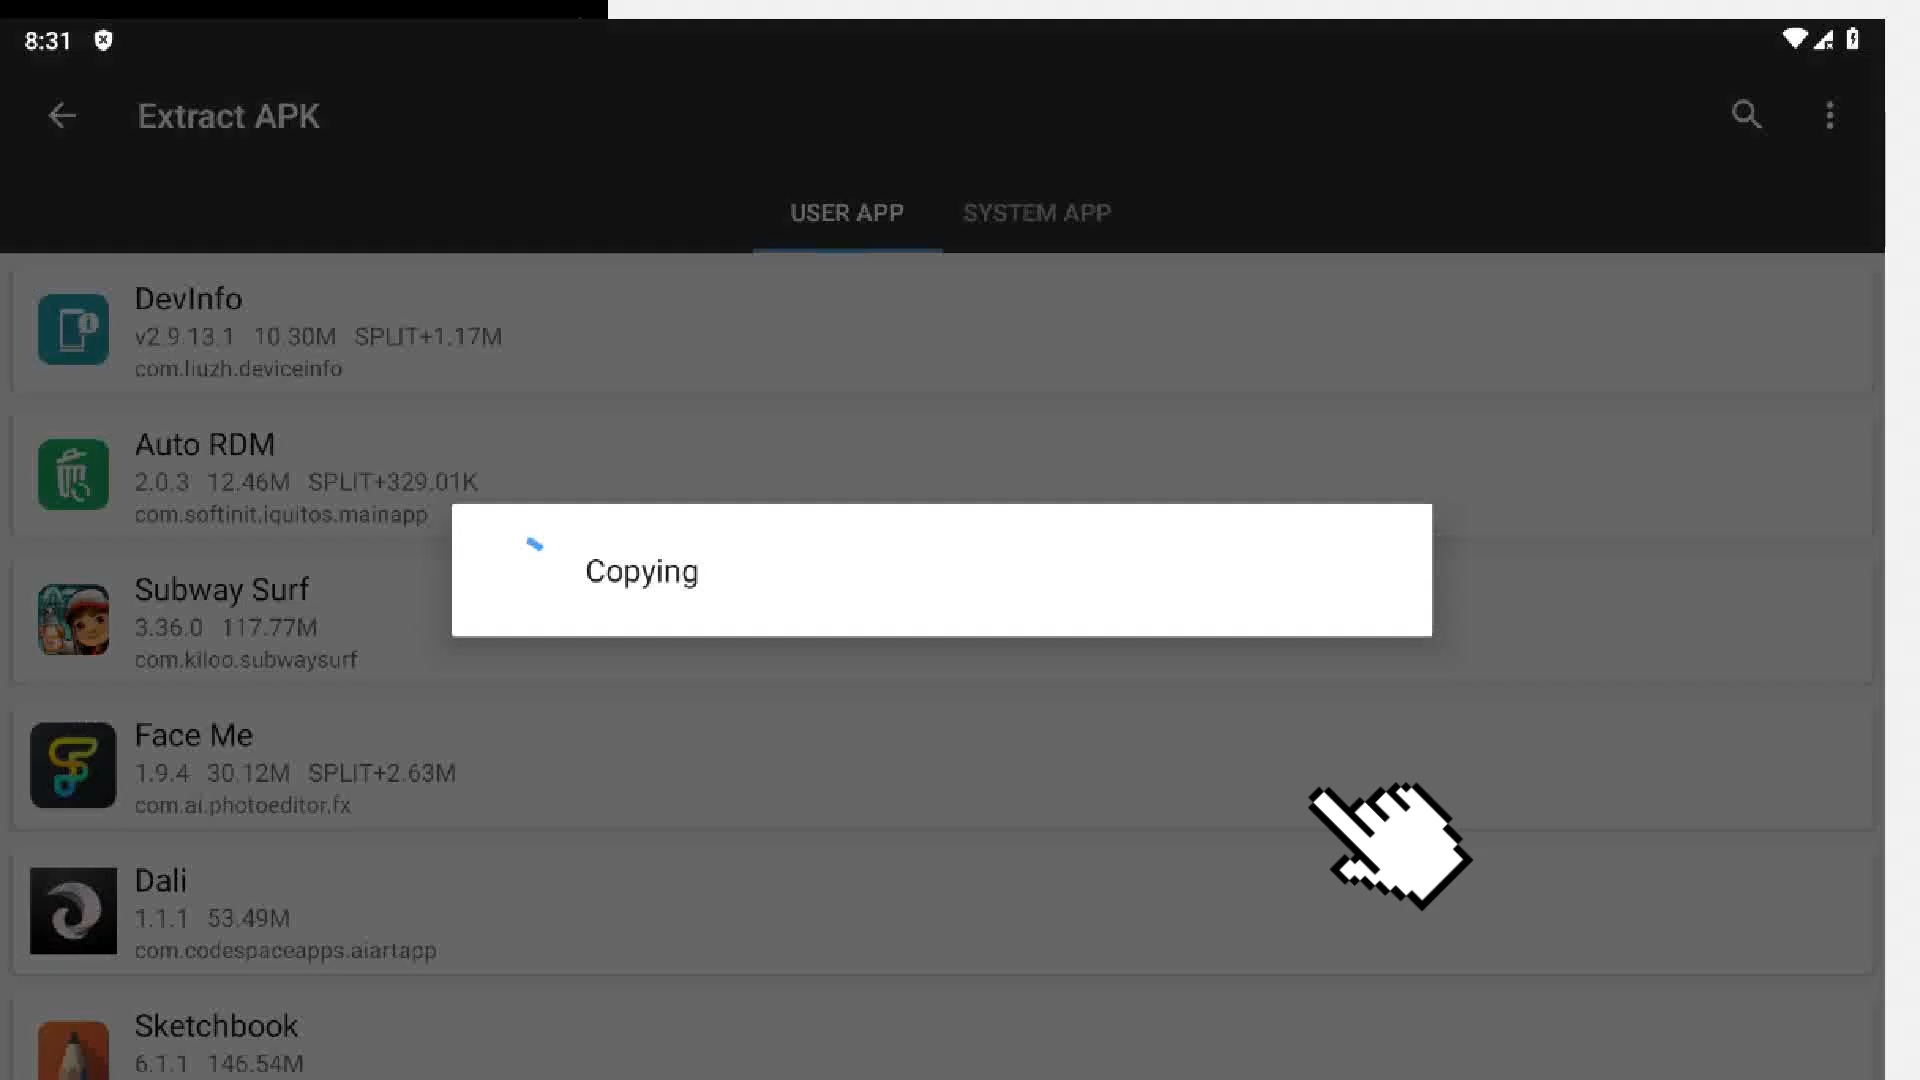 8:31
Extract APK
USER APP
SYSTEM APP
DevInfo
v2.9.13.1 10.30M SPLIT+1.17M
com.liuzh.deviceinfo
Auto RDM
2.0.3 12.46M SPLIT+329.01K
com.softinit.iquitos.mainapp
Copying
Subway Surf
3.36.0 117.77M
com.kiloo.subwaysurf
Face Me
1.9.4 30.12M SPLIT+2.63M
com.ai.photoeditor.fx
Dali
1.1.1 53.49M
com.codespaceapps.aiartapp
Sketchbook
6.1.1 146.54M